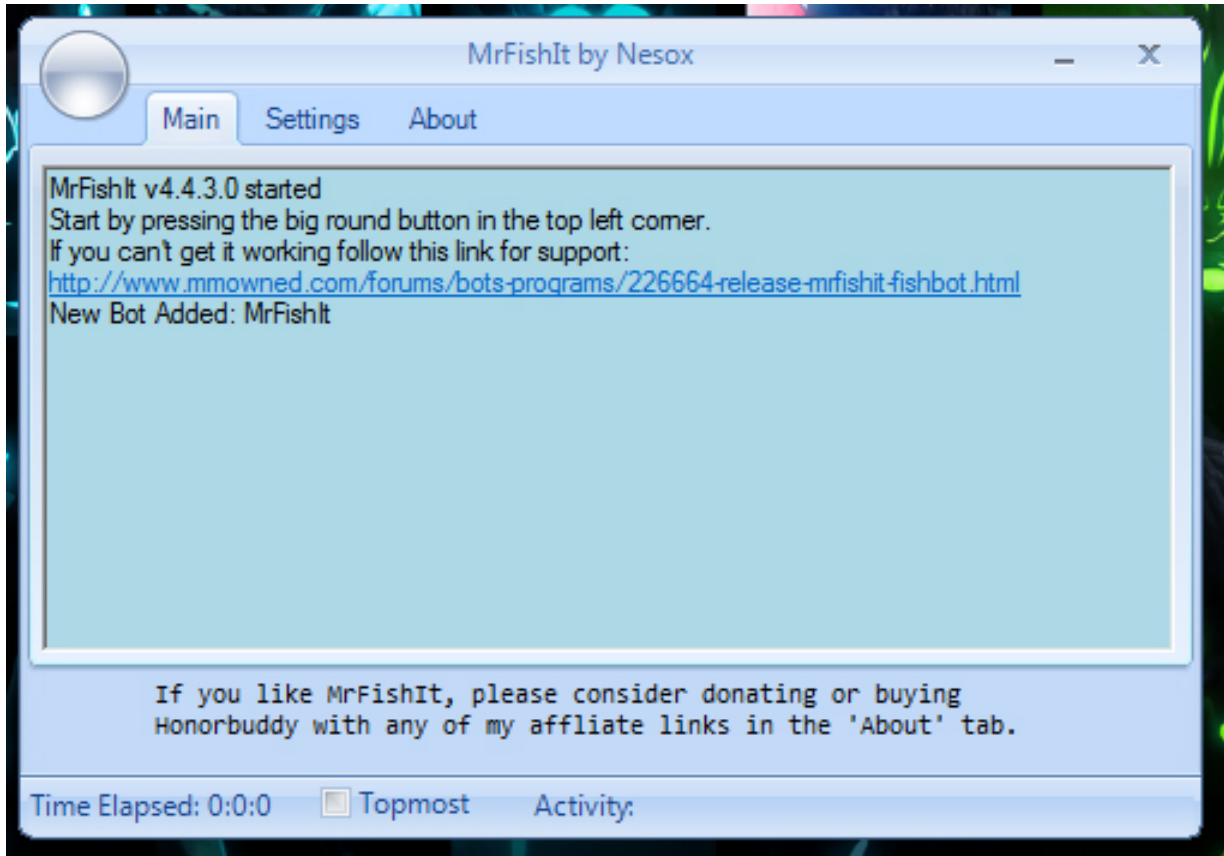 MrFishIt by Nesox
Main Settings About
MrFishIt v4.4.3.0 started
Start by pressing the big round button in the top left corner.
If you can't get it working follow this link for support:
http://www.mmowned.com/forums/bots-programs/226664-release-mrfishit-fishbot.html
New Bot Added: MrFishIt
If you like MrFishIt, please consider donating or buying
Honorbuddy with any of my affliate links in the 'About' tab.
Time Elapsed: 0:0:0 Topmost Activity: